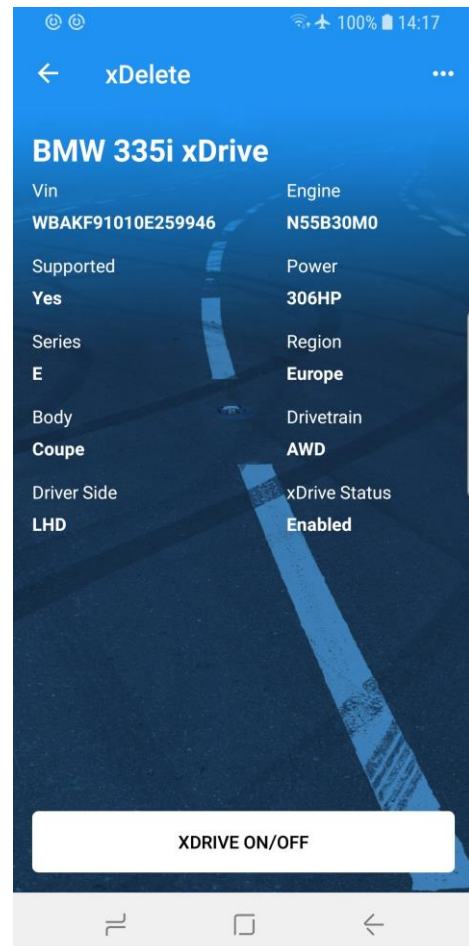 100% 14:17
xDelete
BMW 335i xDrive
Vin
WBAKF91010E259946
Engine
N55B30M0
Supported
Yes
Power
306HP
Series
E
Region
Europe
Body
Coupe
Drivetrain
AWD
Driver Side
LHD
xDrive Status
Enabled
XDRIVE ON/OFF